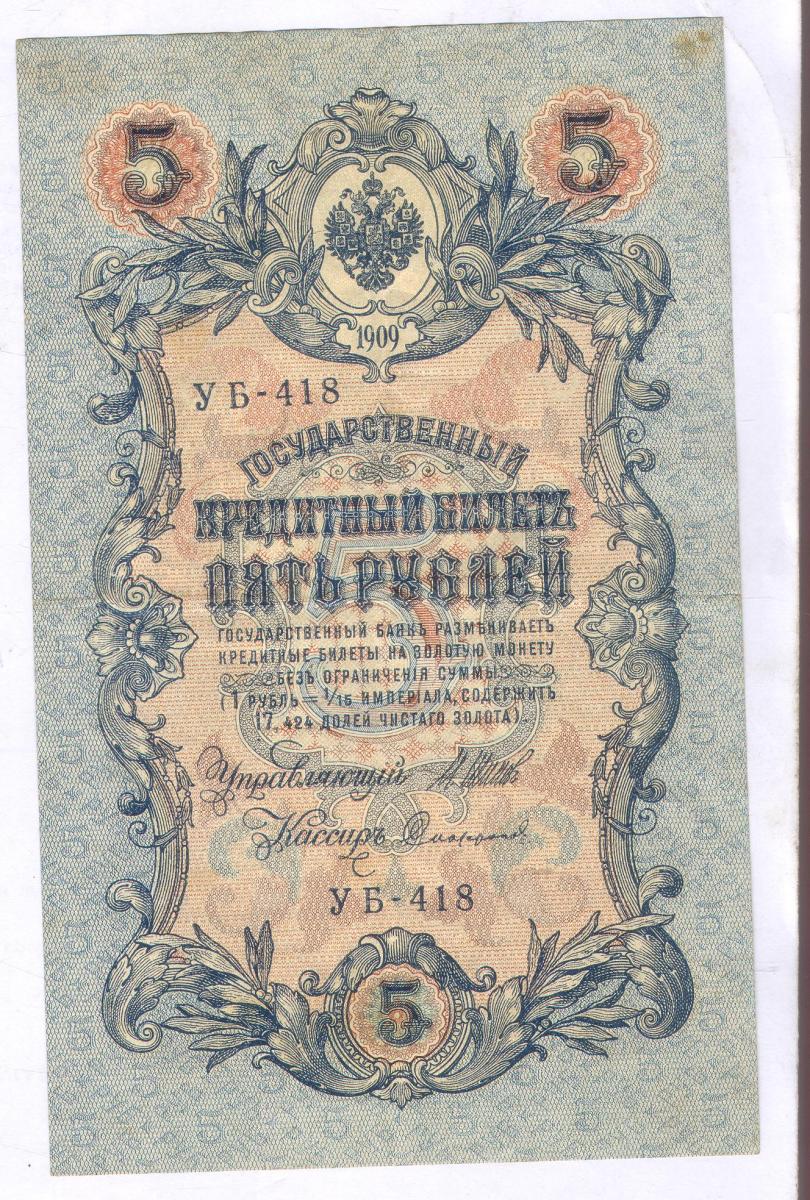 5 5
1909
УБ-418
ГОСУДАРСТВЕННЫЙ
КРЕДИТНЫЙ БИЛЕТЪ
ПЯТЬ РУБЛЕЙ
5
ГОСУДАРСТВЕННЫЙ БАНКЪ РАЗМѢНИВАЕТЪ
КРЕДИТНЫЕ БИЛЕТЫ НА ЗОЛОТУЮ МОНЕТУ
БЕЗЪ ОГРАНИЧЕНІЯ СУММЫ
(1 РУБЛЬ = 1/15 ИМПЕРІАЛА, СОДЕРЖИТЪ
17,424 ДОЛЕЙ ЧИСТАГО ЗОЛОТА).
Управляющій
Кассиръ
УБ-418
5